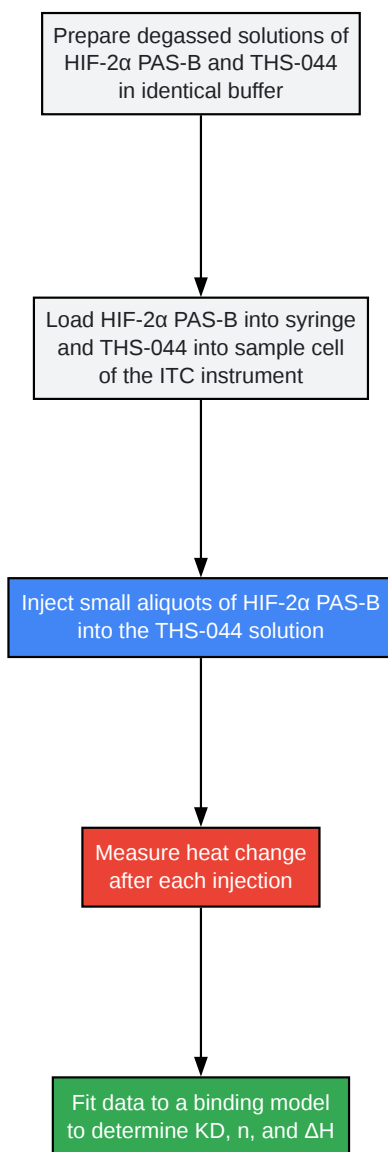 Prepare degassed solutions of
HIF-2α PAS-B and THS-044
in identical buffer
Load HIF-2α PAS-B into syringe
and THS-044 into sample cell
of the ITC instrument
Inject small aliquots of HIF-2α PAS-B
into the THS-044 solution
Measure heat change
after each injection
Fit data to a binding model
to determine KD, n, and ΔH